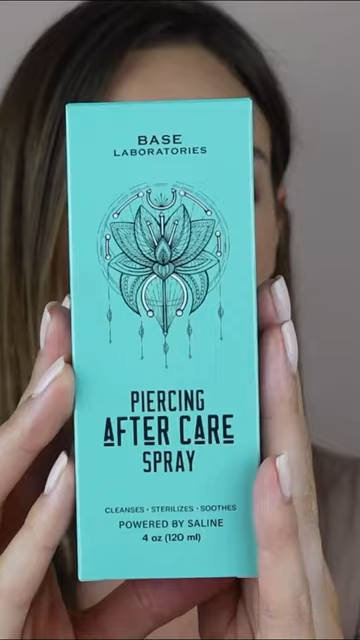 BASE
LABORATORIES
PIERCING
AFTER CARE
SPRAY
CLEANSES • STERILIZES • SOOTHES
POWERED BY SALINE
4 oz (120 ml)